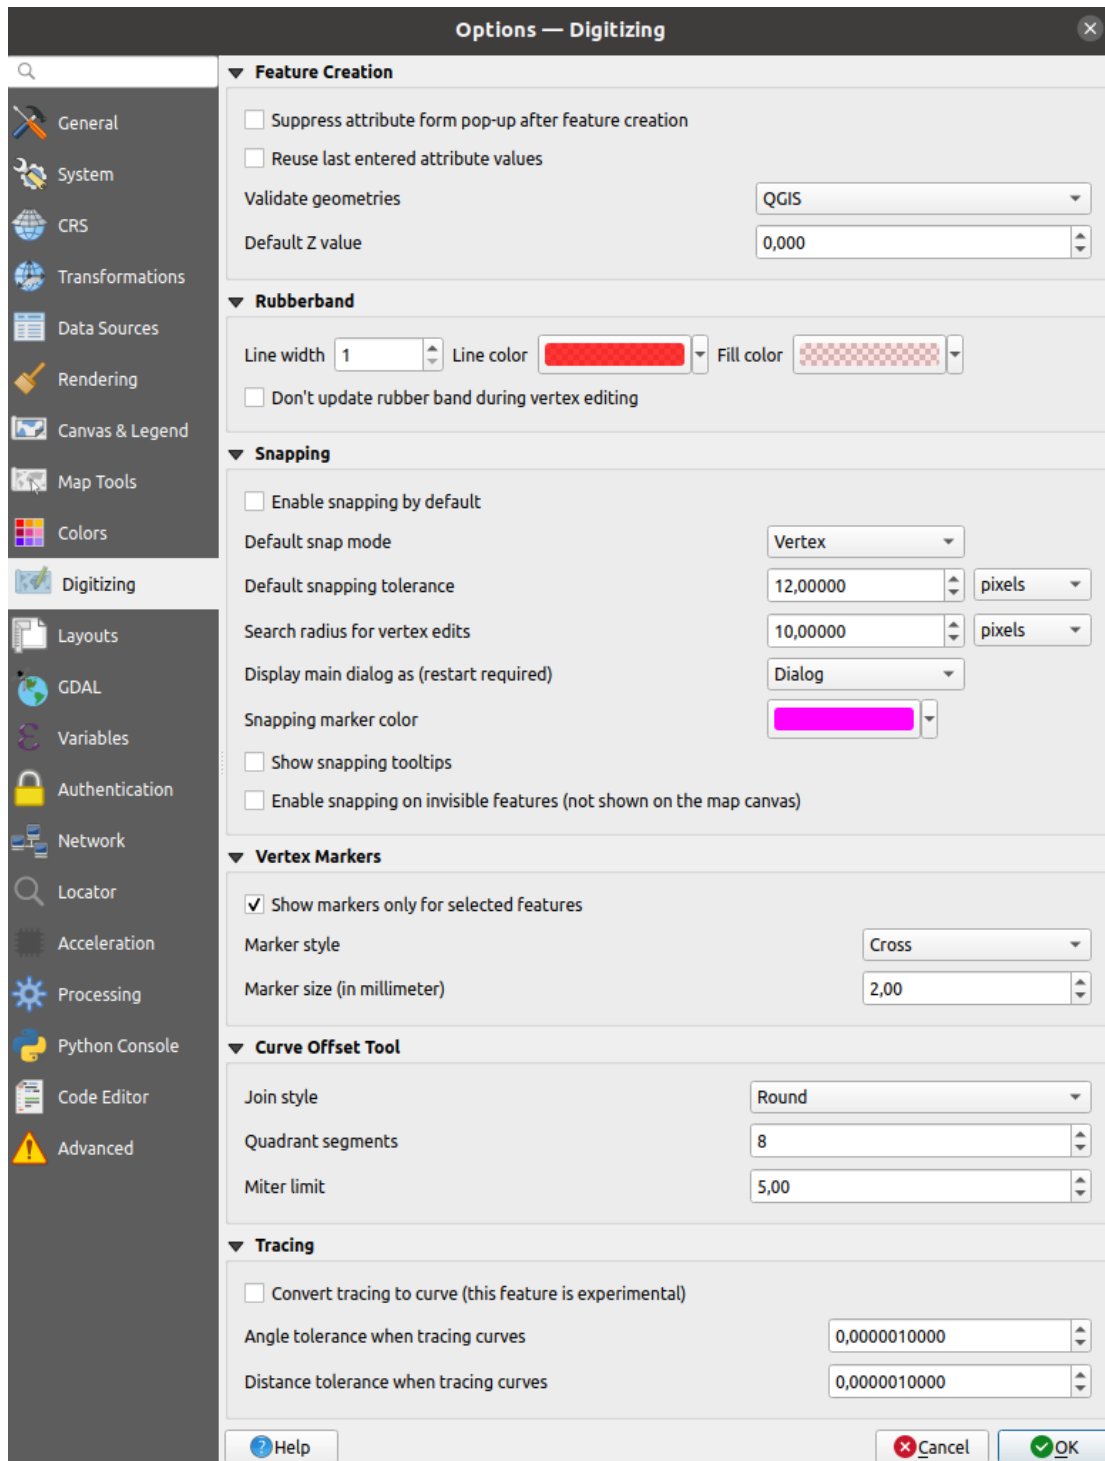 Options — Digitizing
General
System
CRS
Transformations
Data Sources
Rendering
Canvas & Legend
Map Tools
Colors
Digitizing
Layouts
GDAL
Variables
Authentication
Network
Locator
Acceleration
Processing
Python Console
Code Editor
Advanced
Feature Creation
Suppress attribute form pop-up after feature creation
Reuse last entered attribute values
Validate geometries QGIS
Default Z value 0,000
Rubberband
Line width 1 Line color Fill color
Don't update rubber band during vertex editing
Snapping
Enable snapping by default
Default snap mode Vertex
Default snapping tolerance 12,00000 pixels
Search radius for vertex edits 10,00000 pixels
Display main dialog as (restart required) Dialog
Snapping marker color
Show snapping tooltips
Enable snapping on invisible features (not shown on the map canvas)
Vertex Markers
Show markers only for selected features
Marker style Cross
Marker size (in millimeter) 2,00
Curve Offset Tool
Join style Round
Quadrant segments 8
Miter limit 5,00
Tracing
Convert tracing to curve (this feature is experimental)
Angle tolerance when tracing curves 0,0000010000
Distance tolerance when tracing curves 0,0000010000
Help Cancel OK